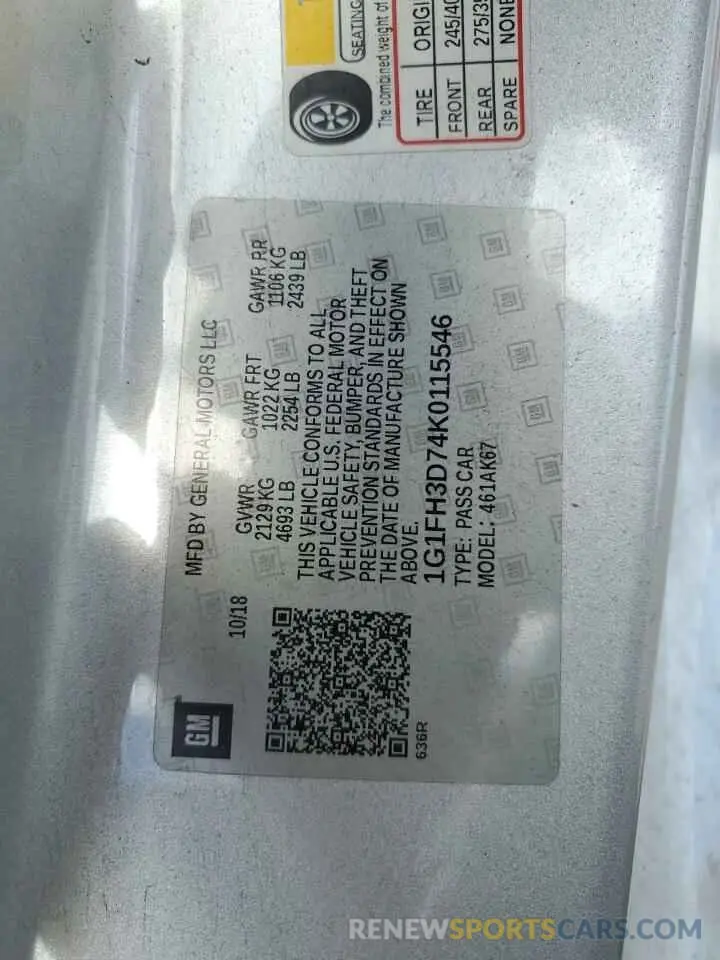 SEATING
The combined weight of
TIRE ORIGI
FRONT 245/40
REAR 275/35
SPARE NONE
GM
MFD BY GENERAL MOTORS LLC
10/18
GVWR GAWR FRT GAWR RR
2129 KG 1022 KG 1106 KG
4693 LB 2254 LB 2439 LB
THIS VEHICLE CONFORMS TO ALL
APPLICABLE U.S. FEDERAL MOTOR
VEHICLE SAFETY, BUMPER, AND THEFT
PREVENTION STANDARDS IN EFFECT ON
THE DATE OF MANUFACTURE SHOWN
ABOVE.
1G1FH3D74K0115546
TYPE: PASS CAR
MODEL: 461AK67
636R
RENEWSPORTSCARS.COM